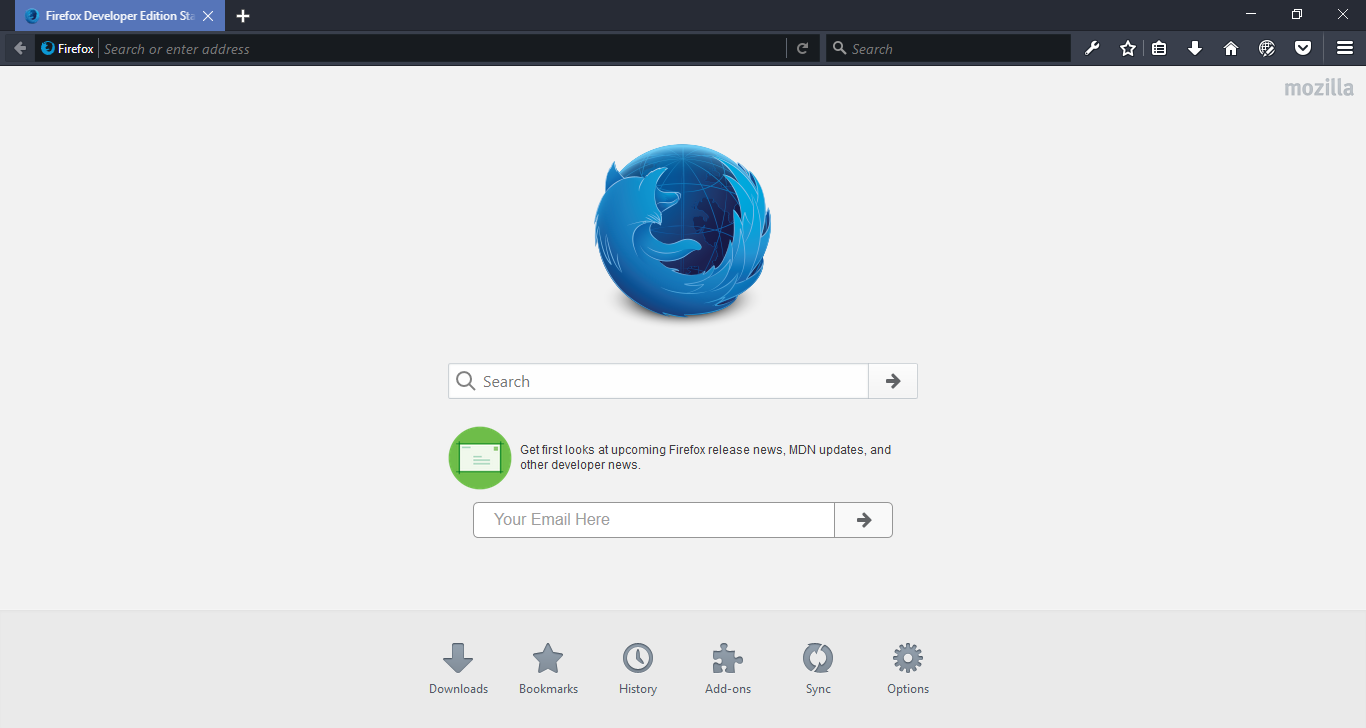 Firefox Developer Edition Sta
Firefox
Search or enter address
Search
mozilla
Search
Get first looks at upcoming Firefox release news, MDN updates, and
other developer news.
Your Email Here
Downloads
Bookmarks
History
Add-ons
Sync
Options